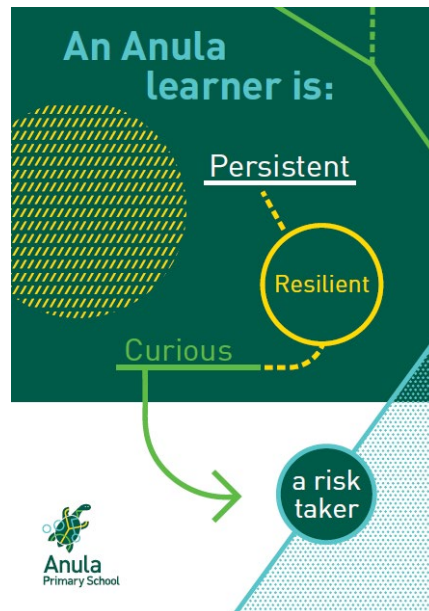 An Anula
learner is:
Persistent
Resilient
Curious
a risk
taker
Anula
Primary School